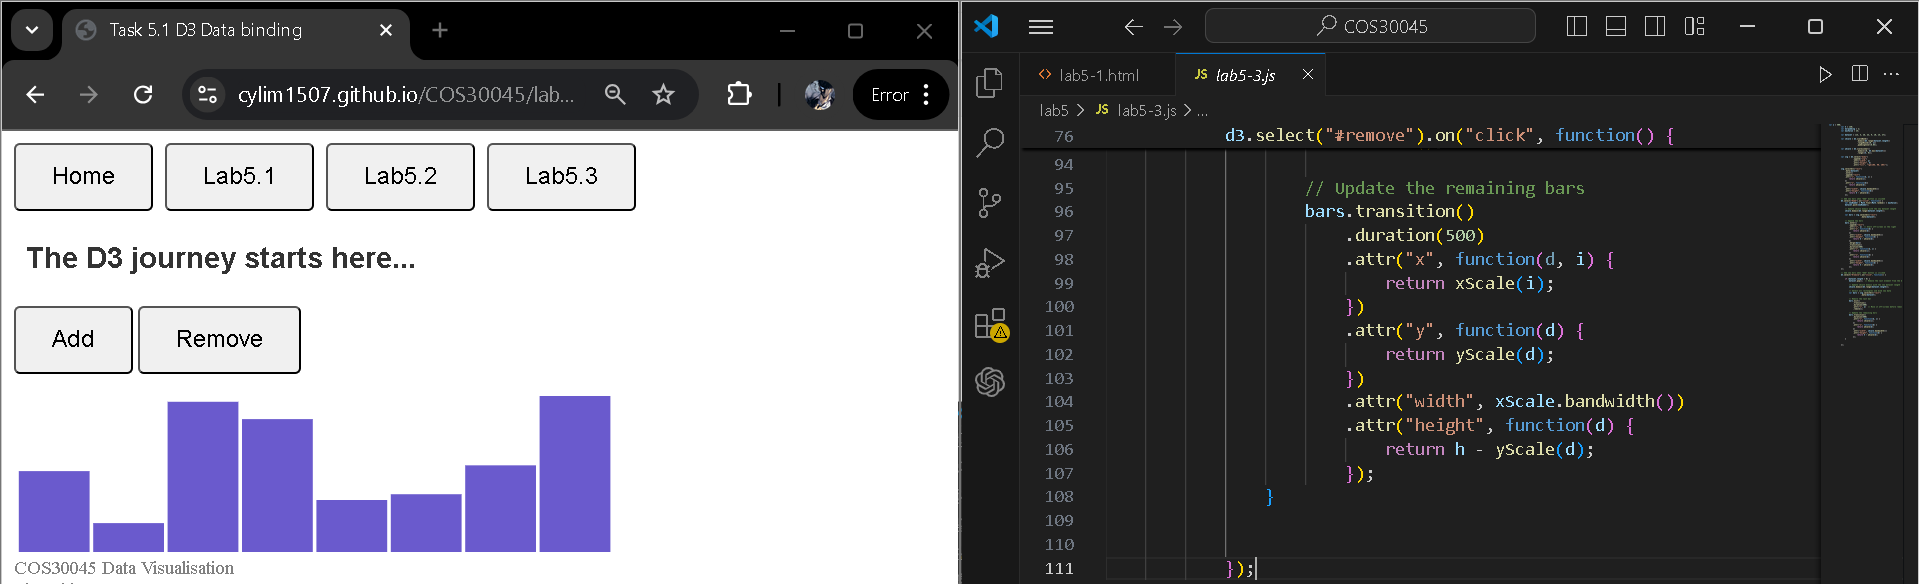 Task 5.1 D3 Data binding
cylim1507.github.io/COS30045/lab...
Error
Home
Lab5.1
Lab5.2
Lab5.3
The D3 journey starts here...
Add
Remove
COS30045 Data Visualisation
COS30045
<> lab5-1.html
JS lab5-3.js
lab5 > JS lab5-3.js > ...
76 d3.select("#remove").on("click", function() {
94
95 // Update the remaining bars
96 bars.transition()
97 .duration(500)
98 .attr("x", function(d, i) {
99 return xScale(i);
100 })
101 .attr("y", function(d) {
102 return yScale(d);
103 })
104 .attr("width", xScale.bandwidth())
105 .attr("height", function(d) {
106 return h - yScale(d);
107 });
108 }
109
110
111 });